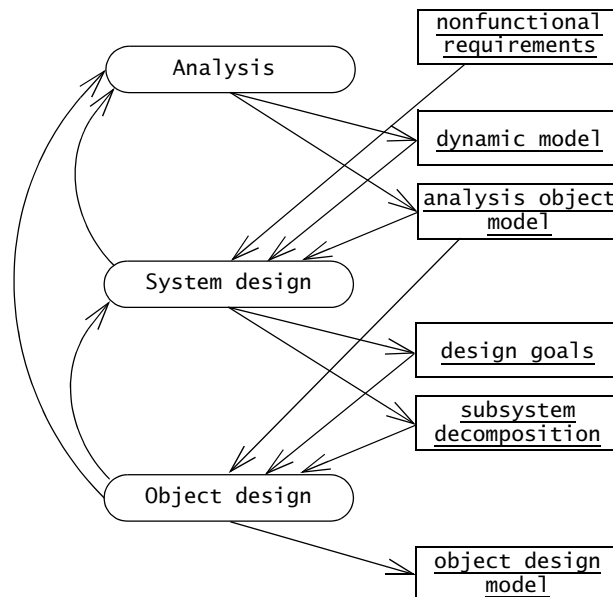 nonfunctional
requirements
Analysis
dynamic model
analysis object
model
System design
design goals
subsystem
decomposition
Object design
object design
model